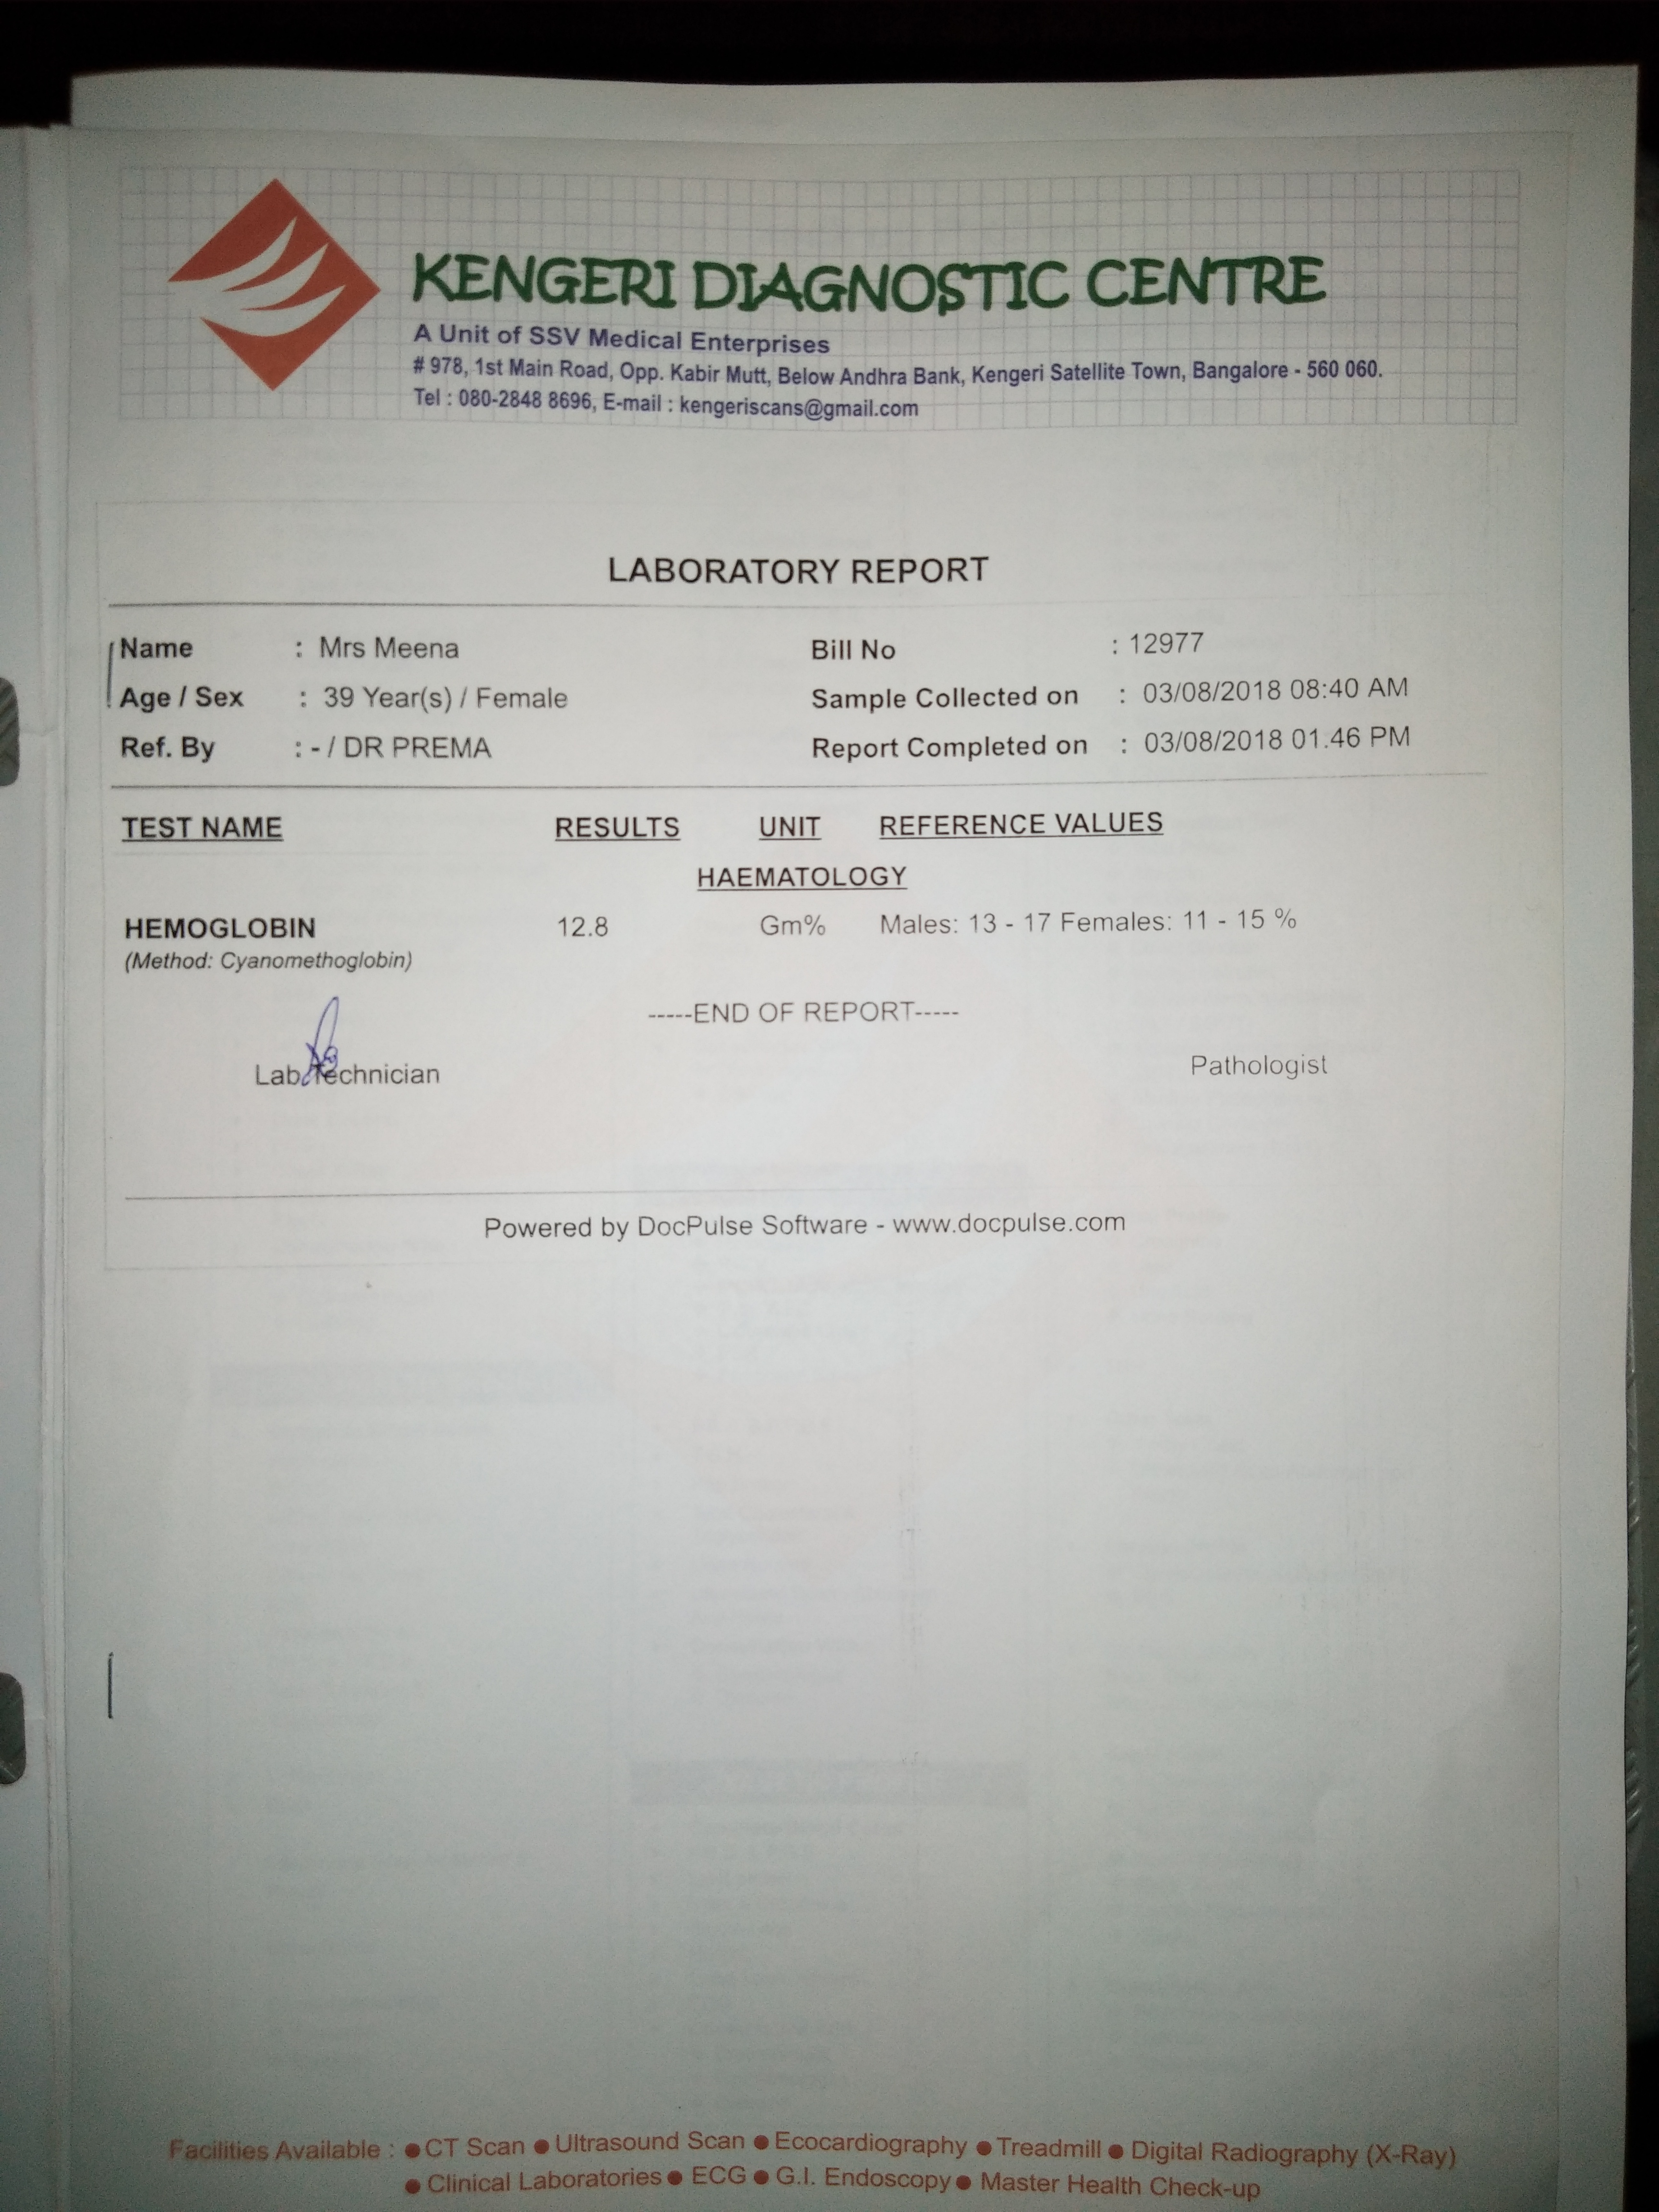 KENGERI DIAGNOSTIC CENTRE
A Unit of SSV Medical Enterprises
# 978, 1st Main Road, Opp. Kabir Mutt, Below Andhra Bank, Kengeri Satellite Town, Bangalore - 560 060.
Tel : 080-2848 8696, E-mail : kengeriscans@gmail.com
LABORATORY REPORT
Name : Mrs Meena Bill No : 12977
Age / Sex : 39 Year(s) / Female Sample Collected on : 03/08/2018 08:40 AM
Ref. By : - / DR PREMA Report Completed on : 03/08/2018 01.46 PM
TEST NAME RESULTS UNIT REFERENCE VALUES
HAEMATOLOGY
HEMOGLOBIN 12.8 Gm% Males: 13 - 17 Females: 11 - 15 %
(Method: Cyanomethoglobin)
-----END OF REPORT-----
Lab Technician Pathologist
Powered by DocPulse Software - www.docpulse.com
Facilities Available : ● CT Scan ● Ultrasound Scan ● Ecocardiography ● Treadmill ● Digital Radiography (X-Ray)
● Clinical Laboratories ● ECG ● G.I. Endoscopy ● Master Health Check-up